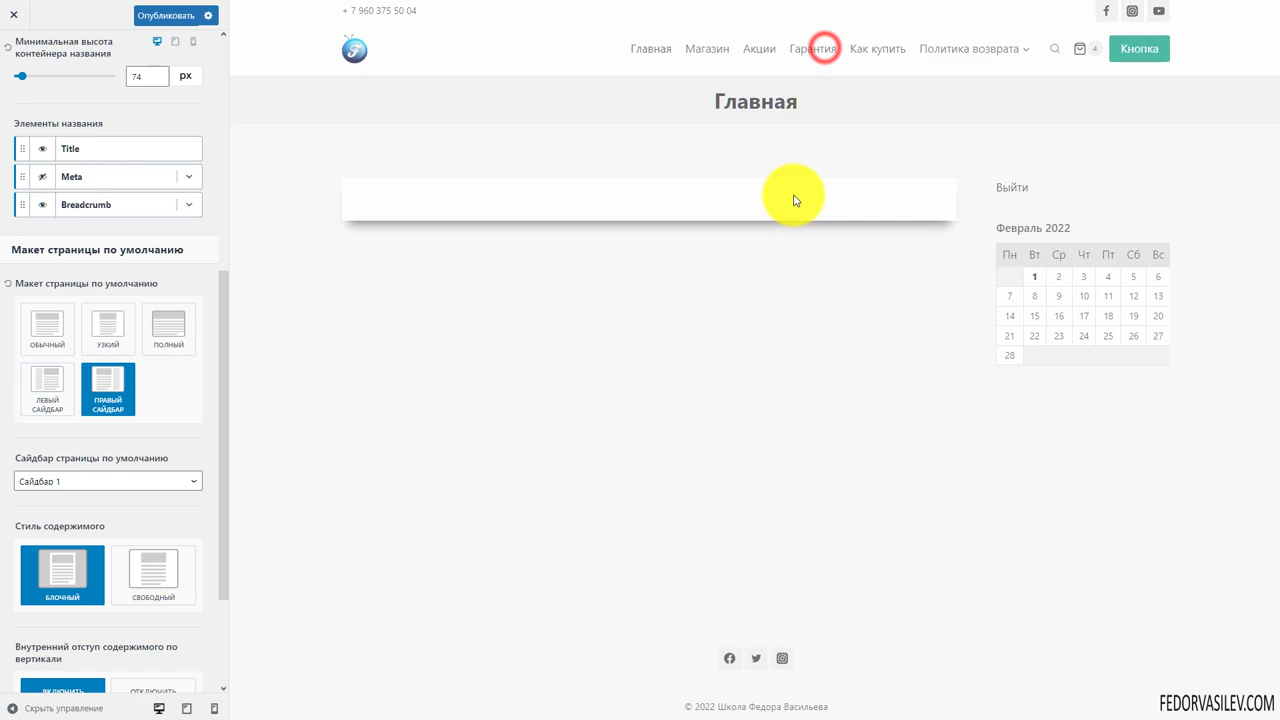 Опубликовать
Минимальная высота
контейнера названия
74
px
Элементы названия
Title
Meta
Breadcrumb
Макет страницы по умолчанию
Макет страницы по умолчанию
ОБЫЧНЫЙ
УЗКИЙ
ПОЛНЫЙ
ЛЕВЫЙ
САЙДБАР
ПРАВЫЙ
САЙДБАР
Сайдбар страницы по умолчанию
Сайдбар 1
Стиль содержимого
БЛОЧНЫЙ
СВОБОДНЫЙ
Внутренний отступ содержимого по
вертикали
ВКЛЮЧИТЬ
ОТКЛЮЧИТЬ
Скрыть управление
+ 7 960 375 50 04
Главная Магазин Акции Гарантия Как купить Политика возврата 4 Кнопка
Главная
Выйти
Февраль 2022
Пн Вт Ср Чт Пт Сб Вс
1 2 3 4 5 6
7 8 9 10 11 12 13
14 15 16 17 18 19 20
21 22 23 24 25 26 27
28
© 2022 Школа Федора Васильева
FEDORVASILEV.COM